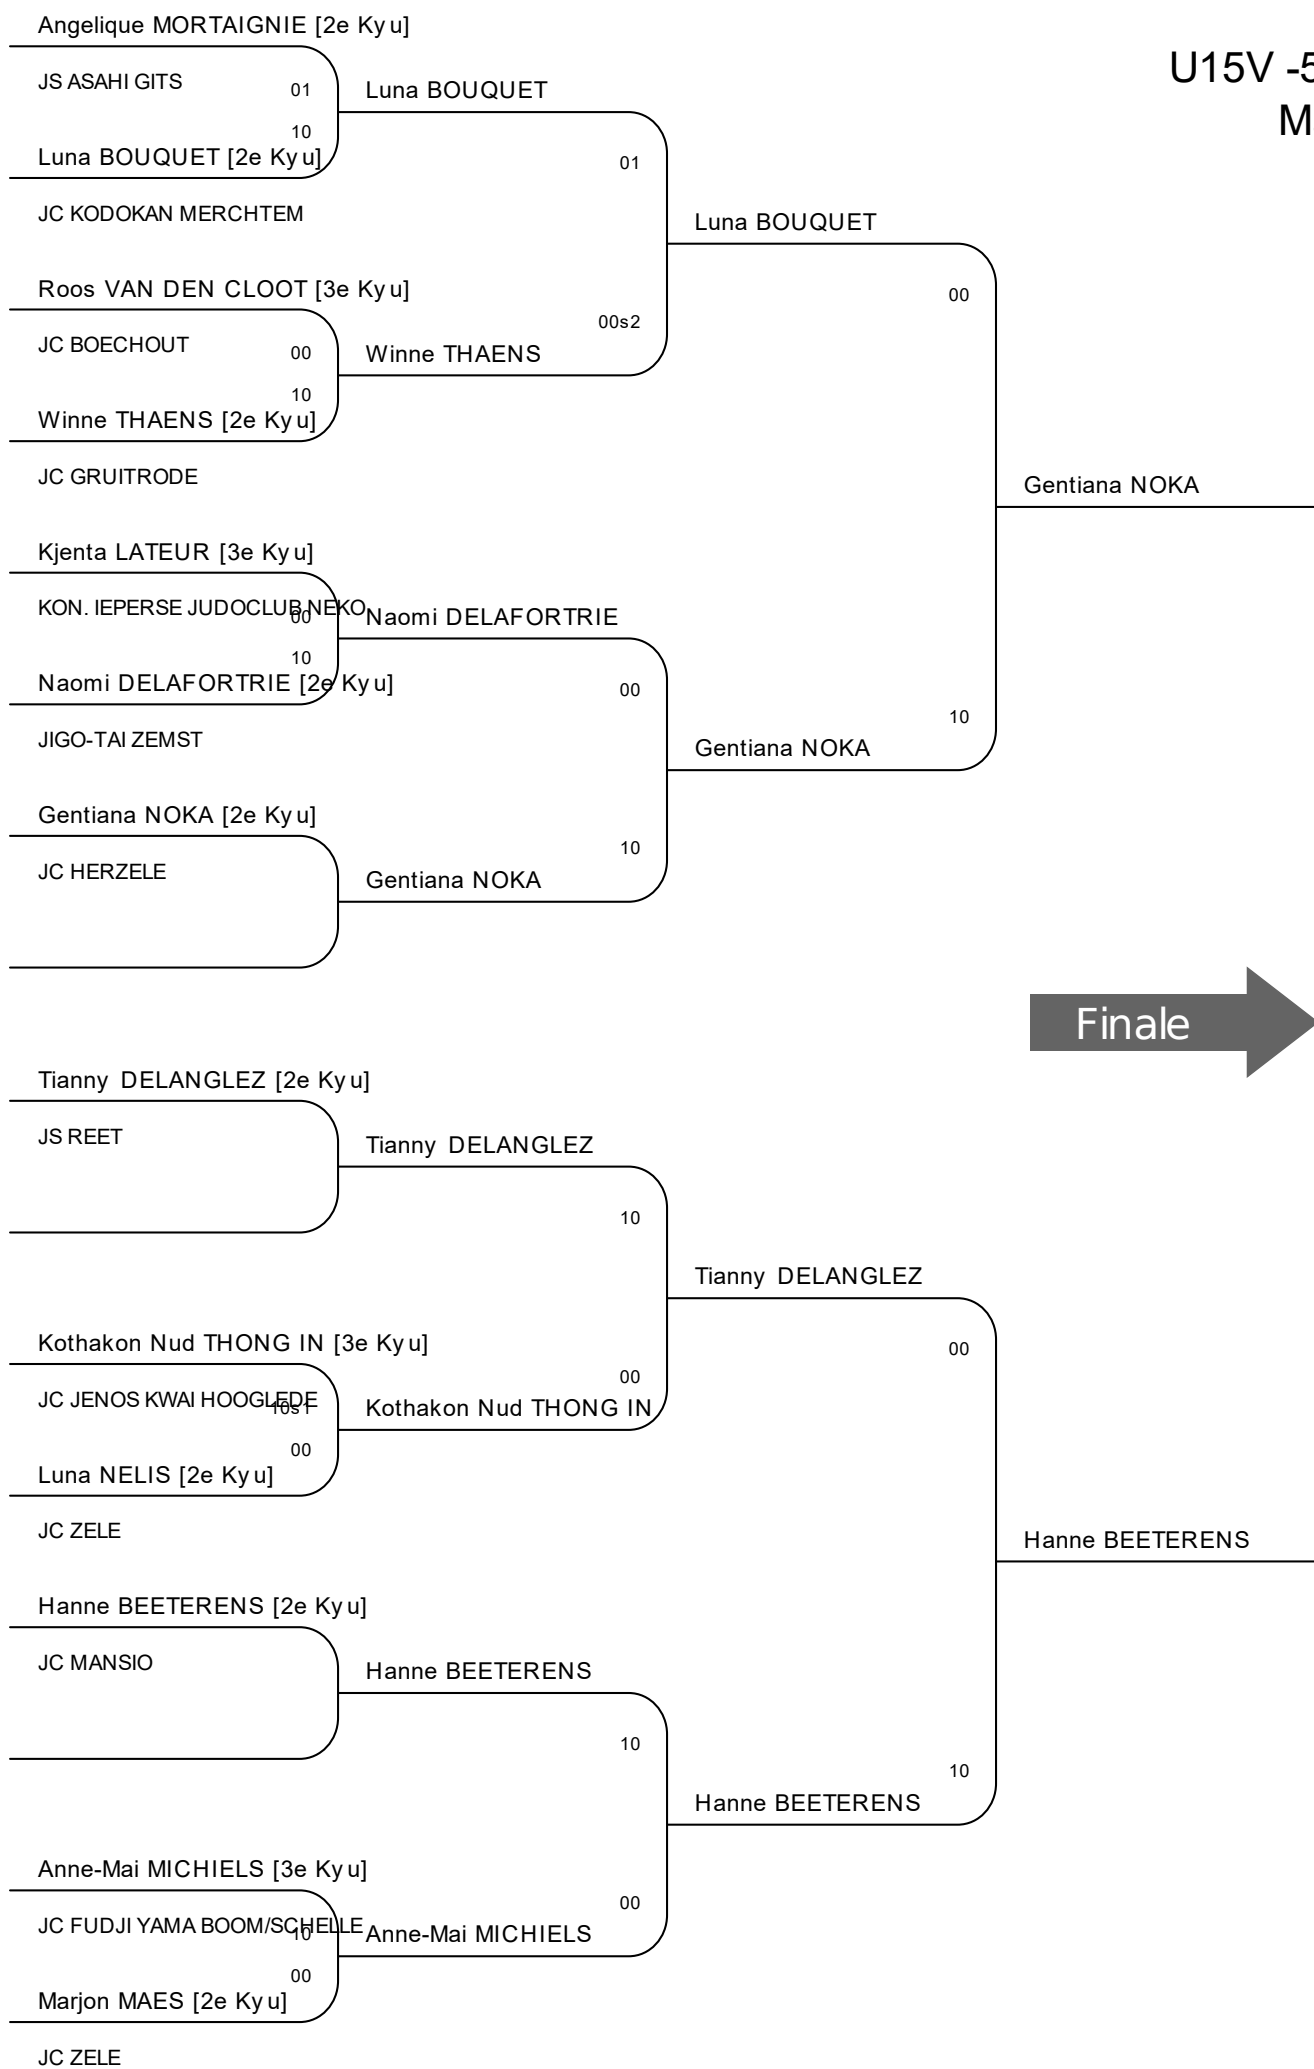 Angelique MORTAIGNIE [2e Kyu]
U15V -5
M
JS ASAHI GITS
01
Luna BOUQUET
10
Luna BOUQUET [2e Kyu]
01
JC KODOKAN MERCHTEM
Luna BOUQUET
Roos VAN DEN CLOOT [3e Kyu]
00
00s2
JC BOECHOUT
00
Winne THAENS
10
Winne THAENS [2e Kyu]
JC GRUITRODE
Gentiana NOKA
Kjenta LATEUR [3e Kyu]
KON. IEPERSE JUDOCLUB NEKO
00
Naomi DELAFORTRIE
10
Naomi DELAFORTRIE [2e Kyu]
00
10
JIGO-TAI ZEMST
Gentiana NOKA
Gentiana NOKA [2e Kyu]
10
JC HERZELE
Gentiana NOKA
Finale
Tianny DELANGLEZ [2e Kyu]
JS REET
Tianny DELANGLEZ
10
Tianny DELANGLEZ
Kothakon Nud THONG IN [3e Kyu]
00
00
JC JENOS KWAI HOOGLEDE
10s1
Kothakon Nud THONG IN
00
Luna NELIS [2e Kyu]
JC ZELE
Hanne BEETERENS
Hanne BEETERENS [2e Kyu]
JC MANSIO
Hanne BEETERENS
10
10
Hanne BEETERENS
Anne-Mai MICHIELS [3e Kyu]
00
JC FUDJI YAMA BOOM/SCHELLE
10
Anne-Mai MICHIELS
00
Marjon MAES [2e Kyu]
JC ZELE